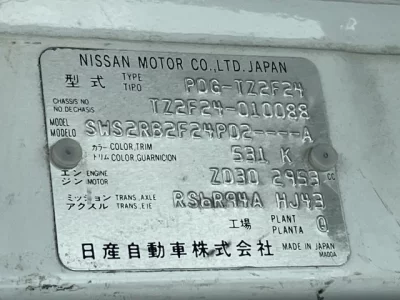 NISSAN MOTOR CO., LTD. JAPAN
型式 TYPE TIPO PDG-TZ2F24
CHASSIS NO NO.DECHASIS TZ2F24-010088
MODEL MODELO SWS2RB2F24PD2----A
カラー COLOR,TRIM トリム COLOR,GUARNICION 531, K
エンジン ENGINE MOTOR ZD30 2953 cc
ミッション アクスル TRANS.,AXLE TRANS.,EJE RS6R94A HJ43
工場 PLANT PLANTA @
日産自動車株式会社 MADE IN JAPAN
MA00A